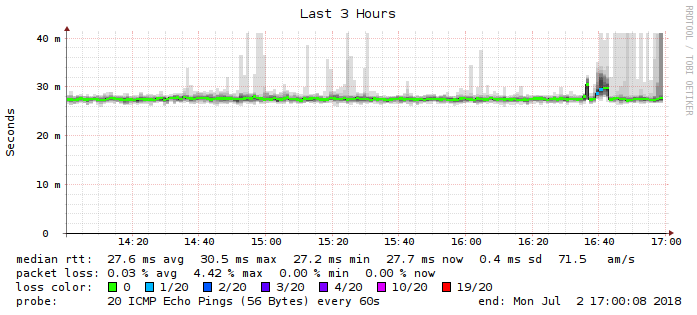 Last 3 Hours
RRDTOOL / TOBI OETIKER
Seconds
40 m
30 m
20 m
10 m
0
14:20 14:40 15:00 15:20 15:40 16:00 16:20 16:40 17:00
median rtt: 27.6 ms avg 30.5 ms max 27.2 ms min 27.7 ms now 0.4 ms sd 71.5 am/s
packet loss: 0.03 % avg 4.42 % max 0.00 % min 0.00 % now
loss color: 0 1/20 2/20 3/20 4/20 10/20 19/20
probe: 20 ICMP Echo Pings (56 Bytes) every 60s end: Mon Jul 2 17:00:08 2018